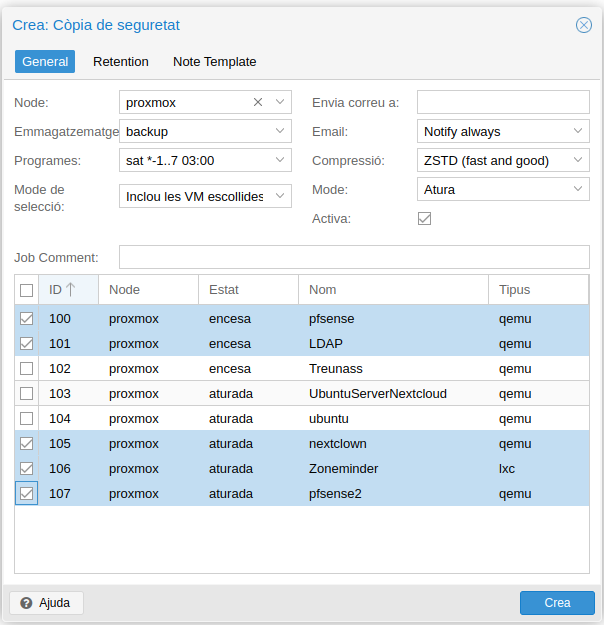 Crea: Còpia de seguretat
General Retention Note Template
Node: proxmox Envia correu a:
Emmagatzematge backup Email: Notify always
Programes: sat *-1..7 03:00 Compressió: ZSTD (fast and good)
Mode de selecció: Inclou les VM escollides Mode: Atura
Activa:
Job Comment:
ID Node Estat Nom Tipus
100 proxmox encesa pfsense qemu
101 proxmox encesa LDAP qemu
102 proxmox encesa Treunass qemu
103 proxmox aturada UbuntuServerNextcloud qemu
104 proxmox aturada ubuntu qemu
105 proxmox aturada nextclown qemu
106 proxmox aturada Zoneminder lxc
107 proxmox aturada pfsense2 qemu
Ajuda Crea